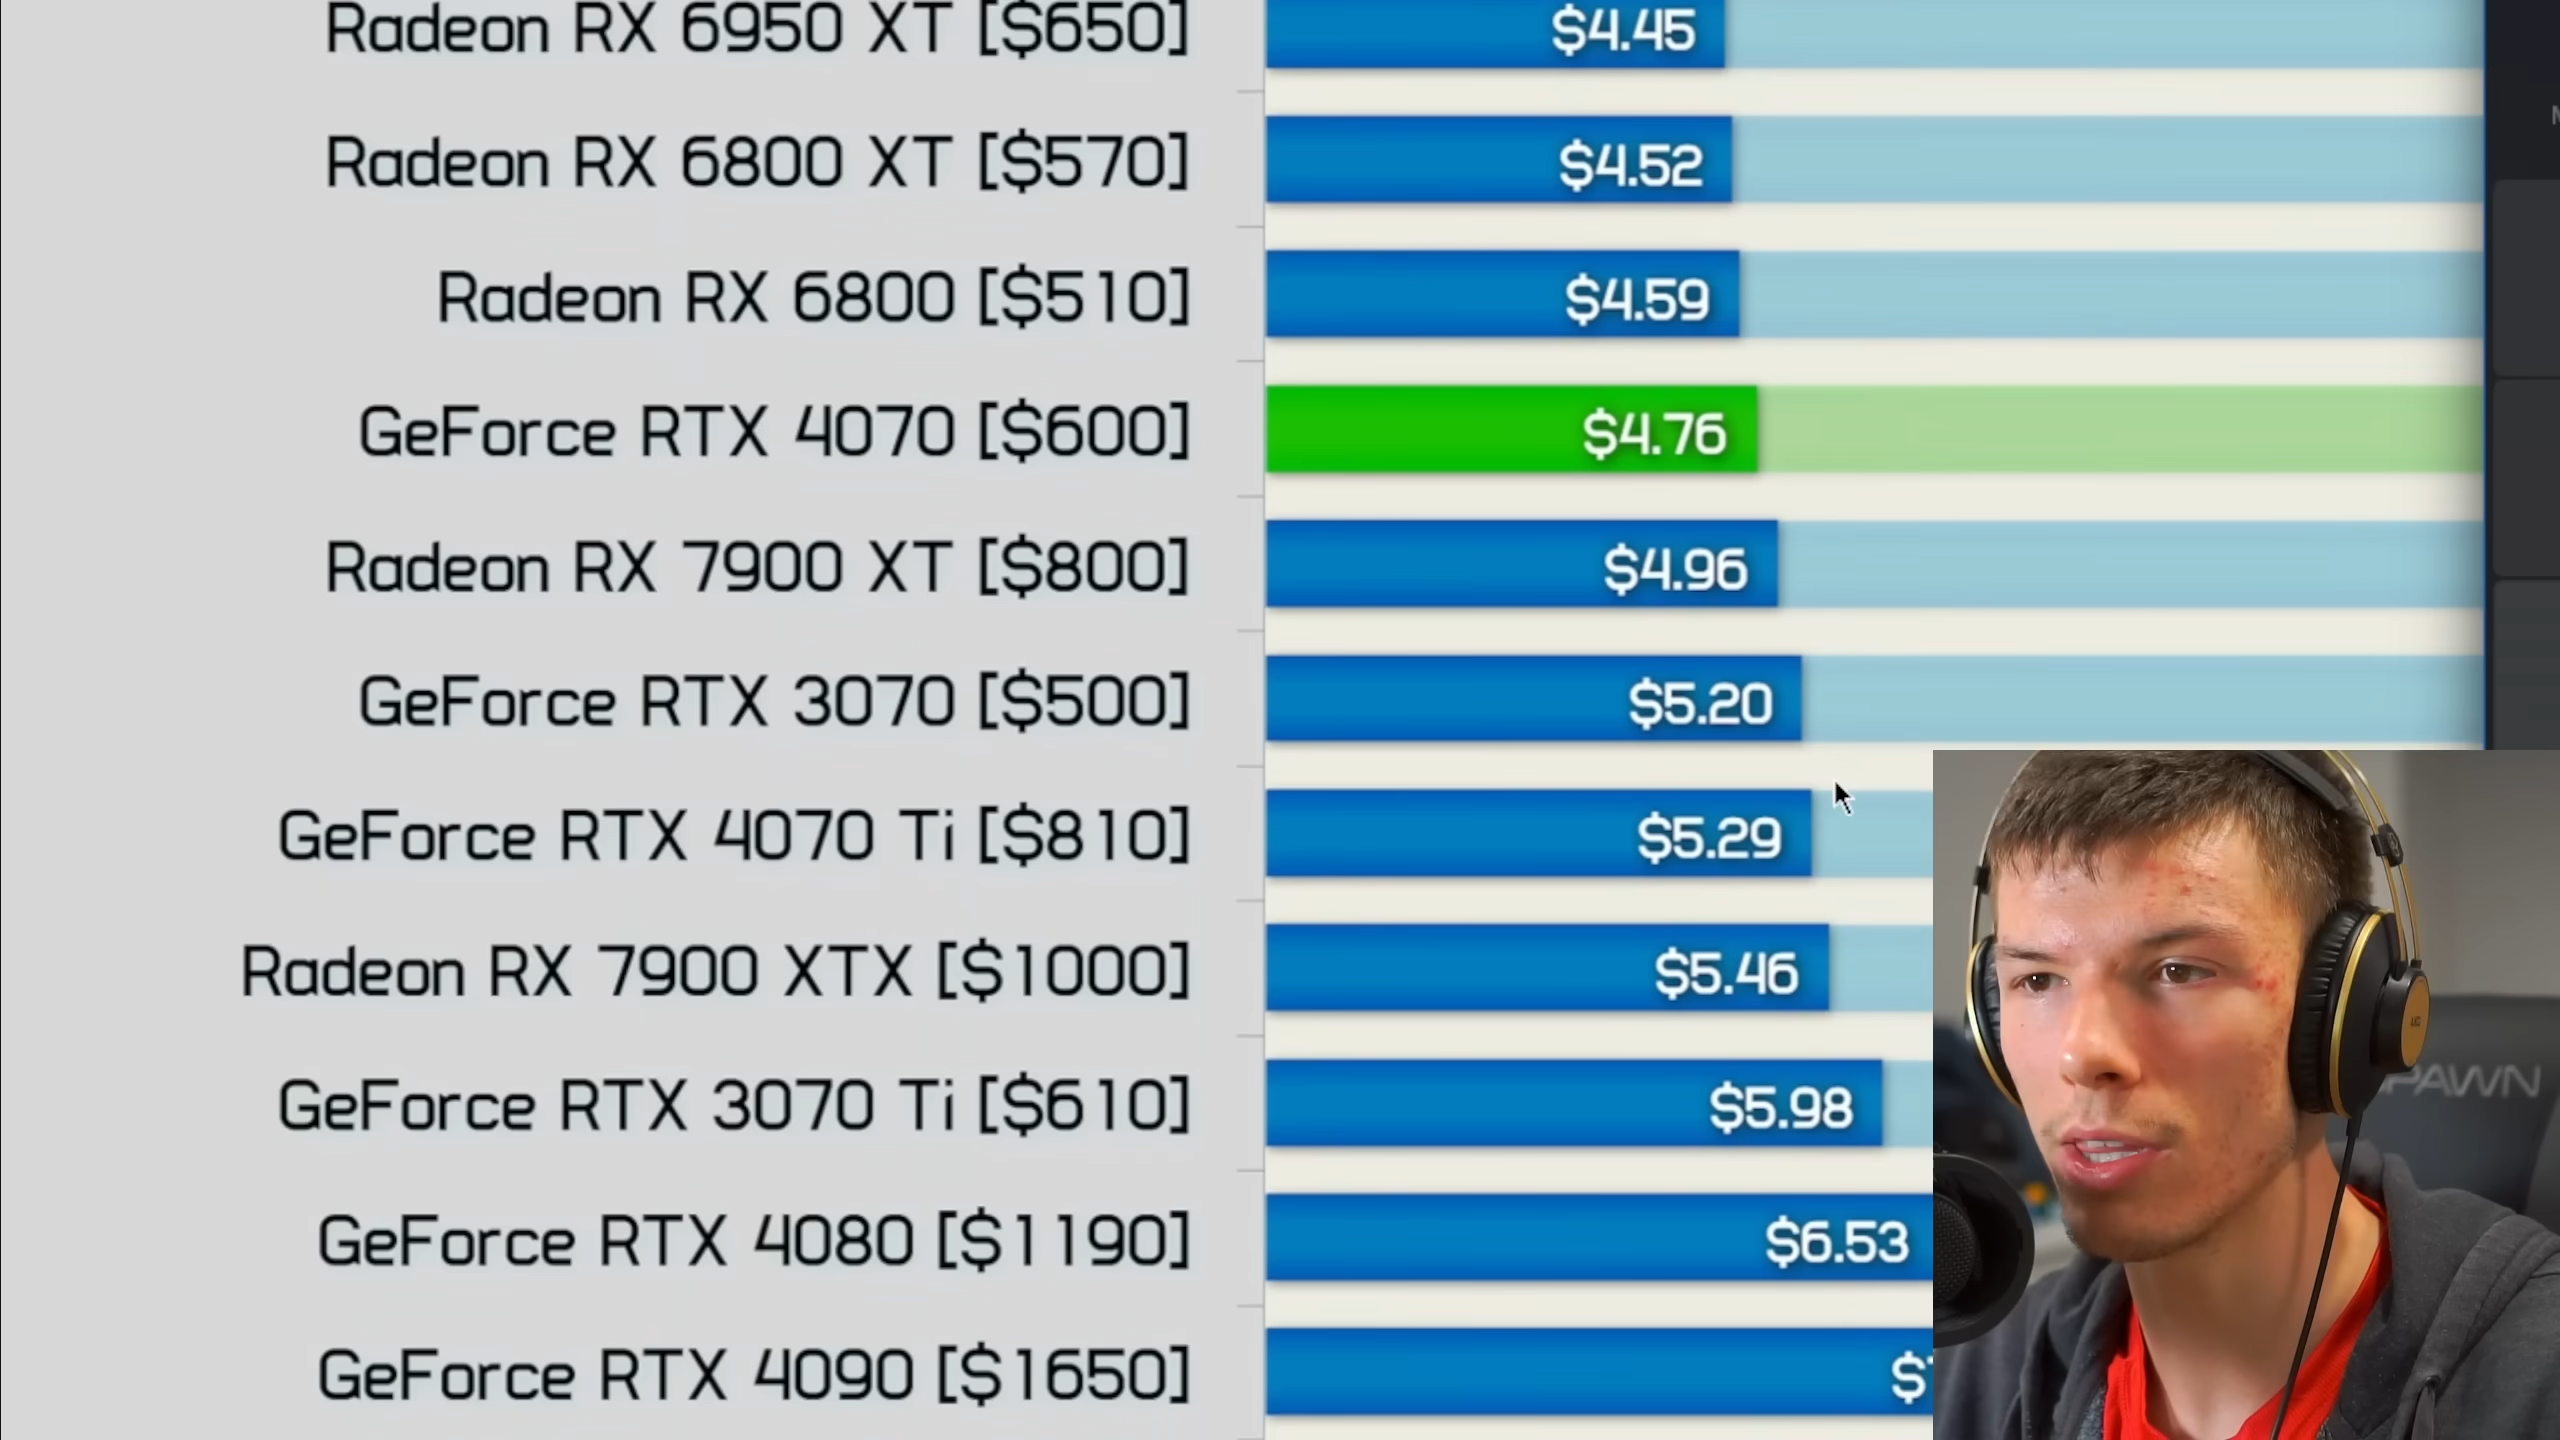 Radeon RX 6950 XT [$650] $4.45
Radeon RX 6800 XT [$570] $4.52
Radeon RX 6800 [$510] $4.59
GeForce RTX 4070 [$600] $4.76
Radeon RX 7900 XT [$800] $4.96
GeForce RTX 3070 [$500] $5.20
GeForce RTX 4070 Ti [$810] $5.29
Radeon RX 7900 XTX [$1000] $5.46
GeForce RTX 3070 Ti [$610] $5.98
GeForce RTX 4080 [$1190] $6.53
GeForce RTX 4090 [$1650]
AKG